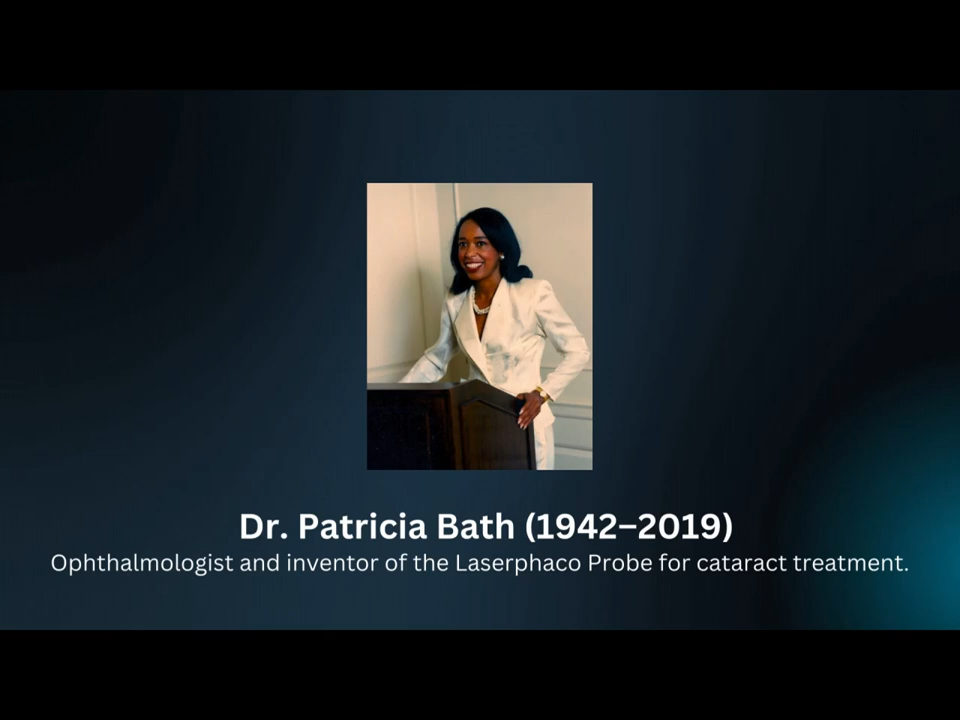 Dr. Patricia Bath (1942–2019)
Ophthalmologist and inventor of the Laserphaco Probe for cataract treatment.